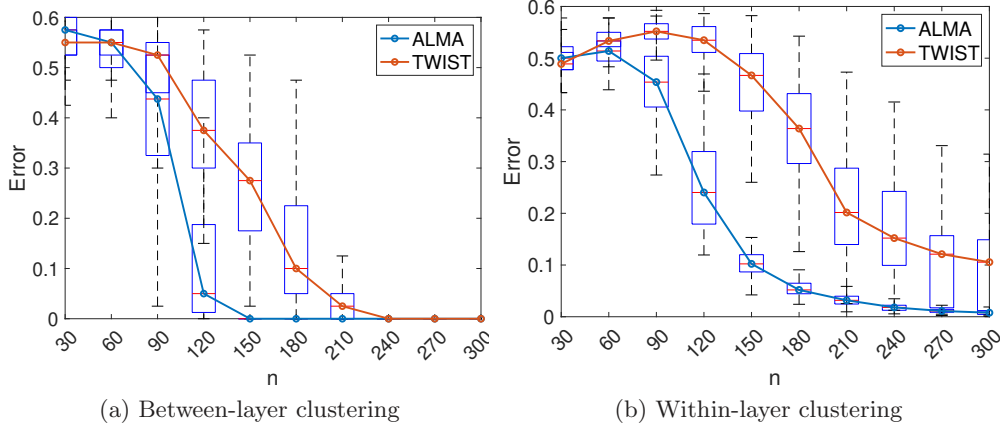 0.6
0.5
0.4
0.3
0.2
0.1
0
Error
ALMA
TWIST
30 60 90 120 150 180 210 240 270 300
n
(a) Between-layer clustering
0.6
0.5
0.4
0.3
0.2
0.1
0
Error
ALMA
TWIST
30 60 90 120 150 180 210 240 270 300
n
(b) Within-layer clustering